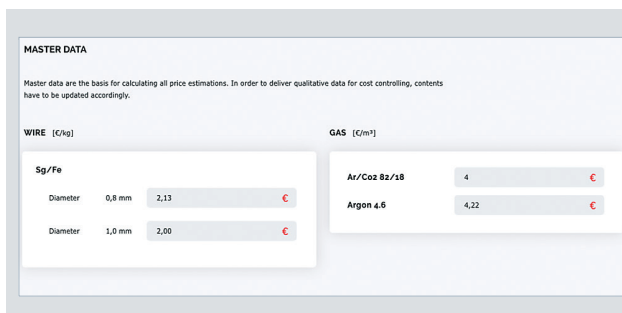 MASTER DATA
Master data are the basis for calculating all price estimations. In order to deliver qualitative data for cost controlling, contents
have to be updated accordingly.
WIRE [€/kg]
Sg/Fe
Diameter 0,8 mm 2,13 €
Diameter 1,0 mm 2,00 €
GAS [€/m³]
Ar/Co2 82/18 4 €
Argon 4.6 4,22 €